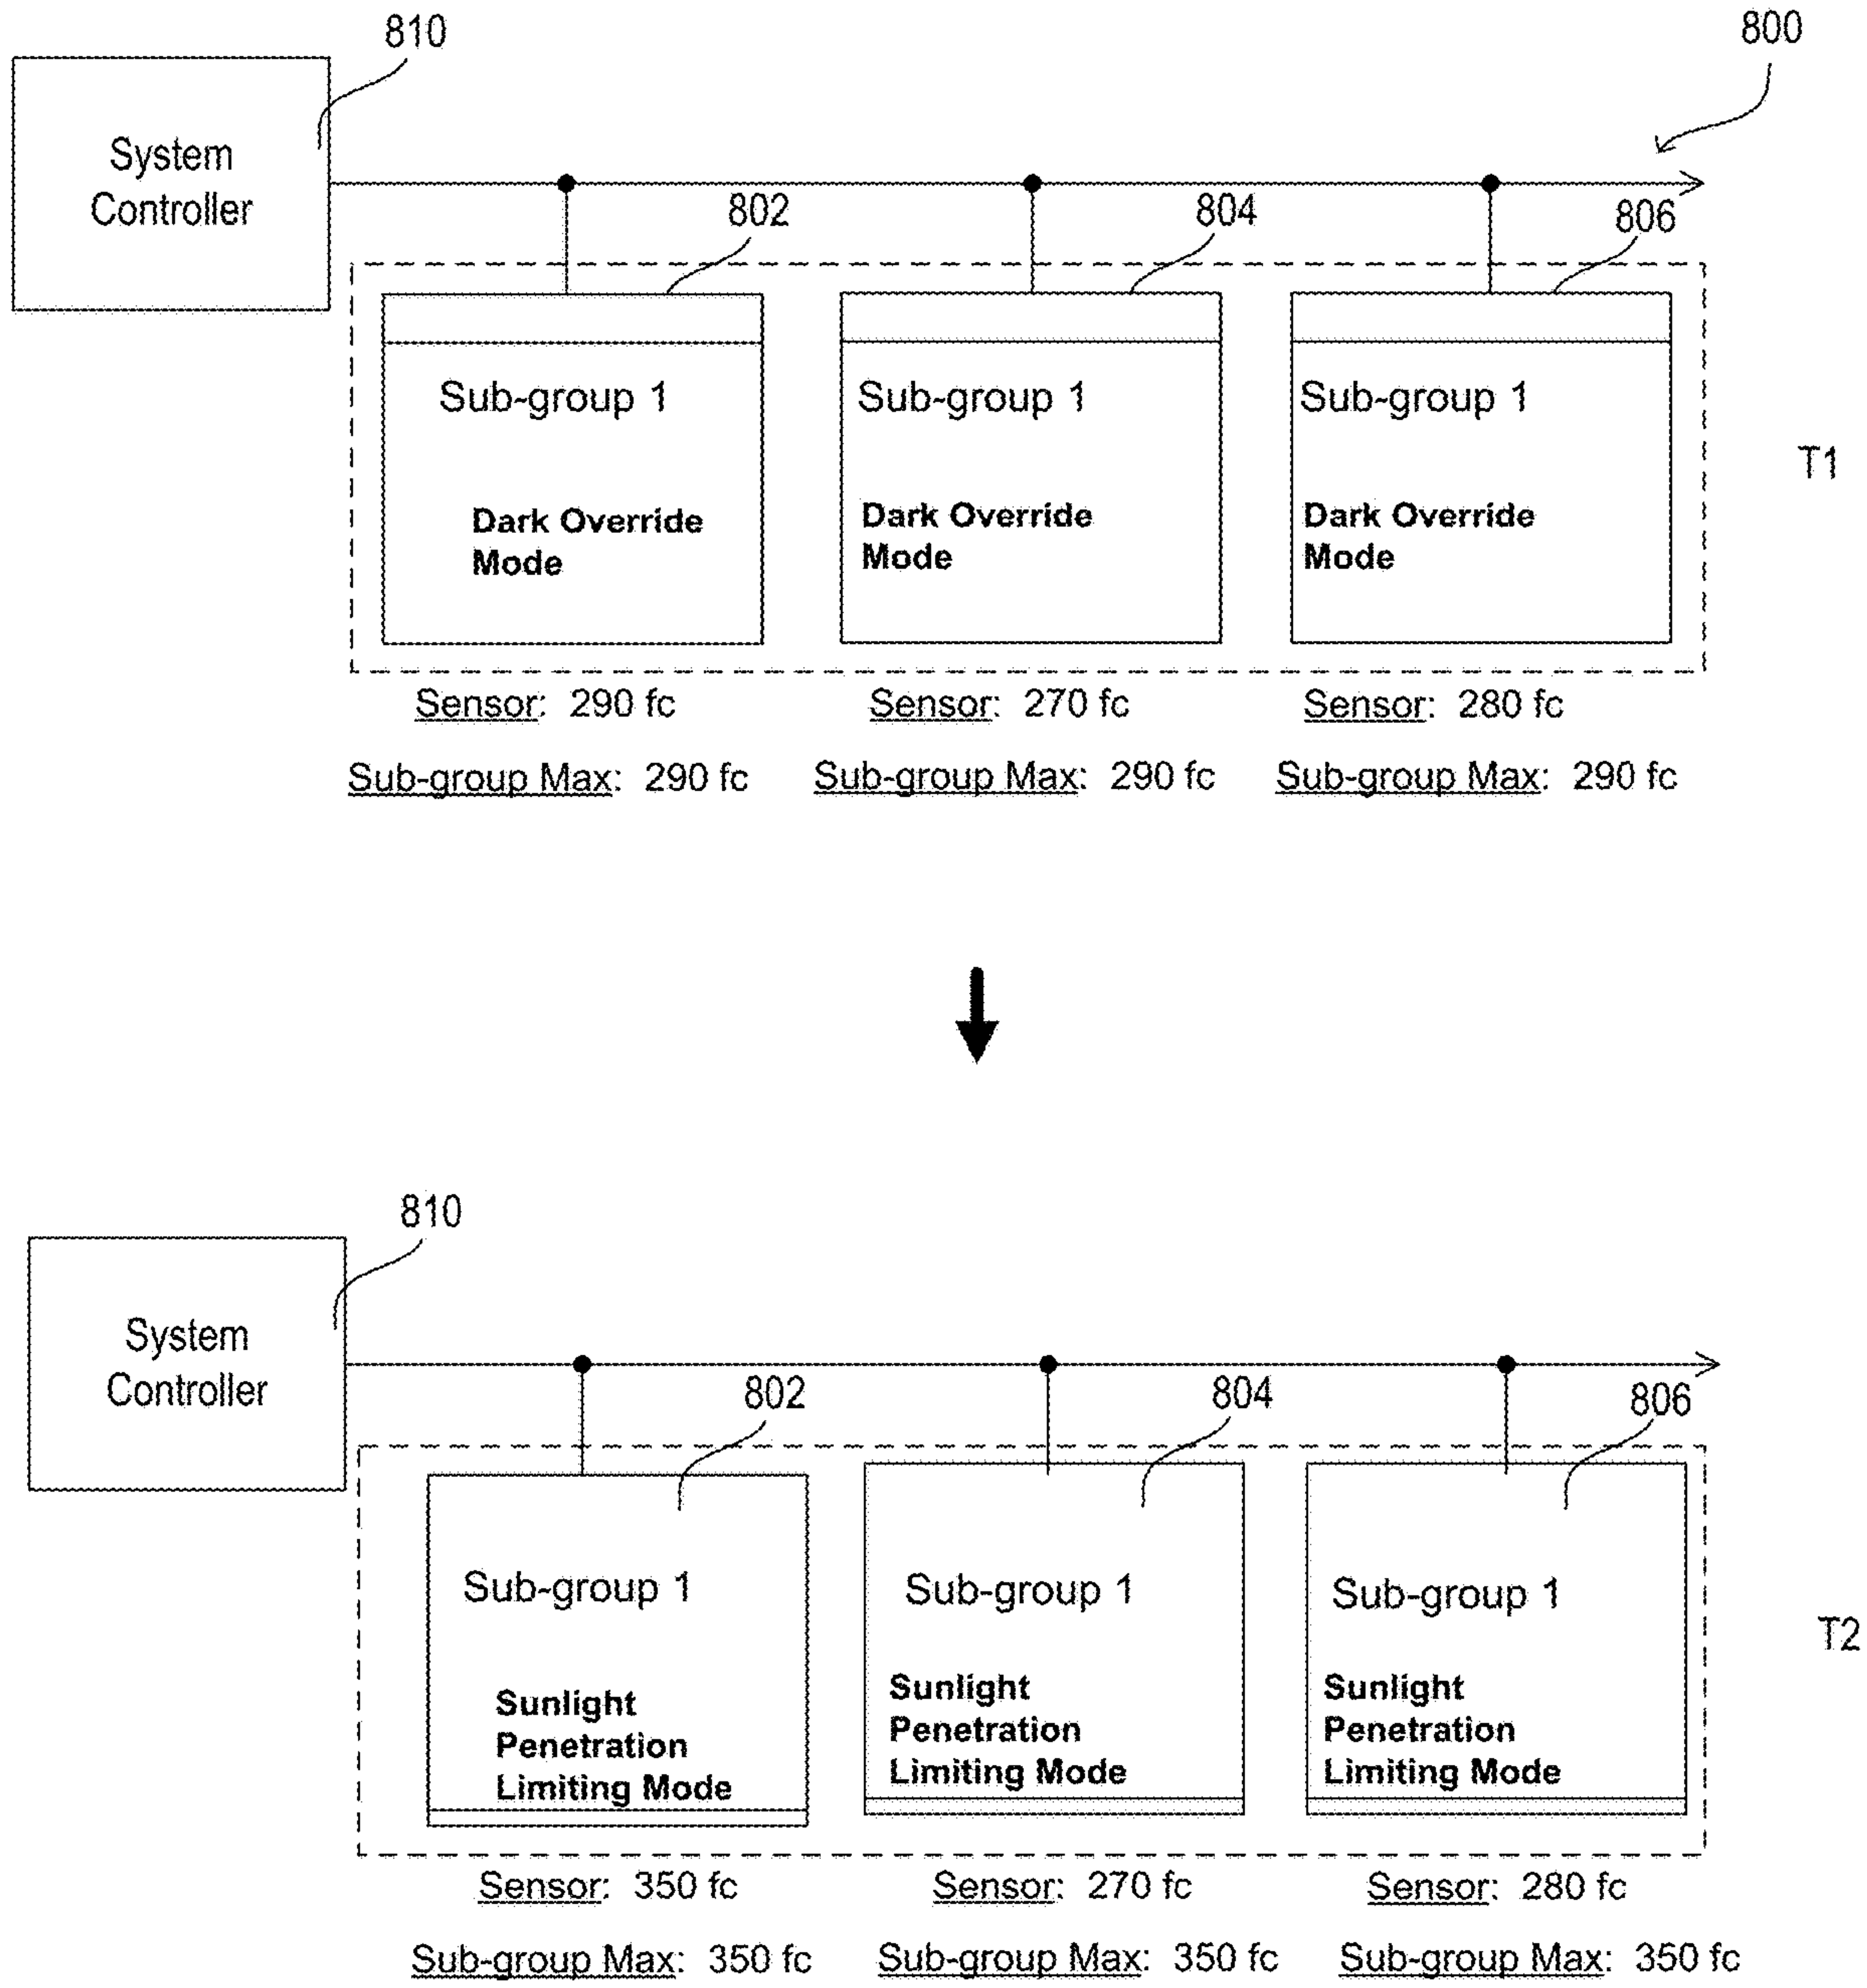 810
800
System
Controller
802
804
806
Sub-group 1
Sub-group 1
Sub-group 1
T1
Dark Override
Mode
Dark Override
Mode
Dark Override
Mode
Sensor: 290 fc
Sensor: 270 fc
Sensor: 280 fc
Sub-group Max: 290 fc
Sub-group Max: 290 fc
Sub-group Max: 290 fc
810
System
Controller
802
804
806
Sub-group 1
Sub-group 1
Sub-group 1
T2
Sunlight
Penetration
Limiting Mode
Sunlight
Penetration
Limiting Mode
Sunlight
Penetration
Limiting Mode
Sensor: 350 fc
Sensor: 270 fc
Sensor: 280 fc
Sub-group Max: 350 fc
Sub-group Max: 350 fc
Sub-group Max: 350 fc